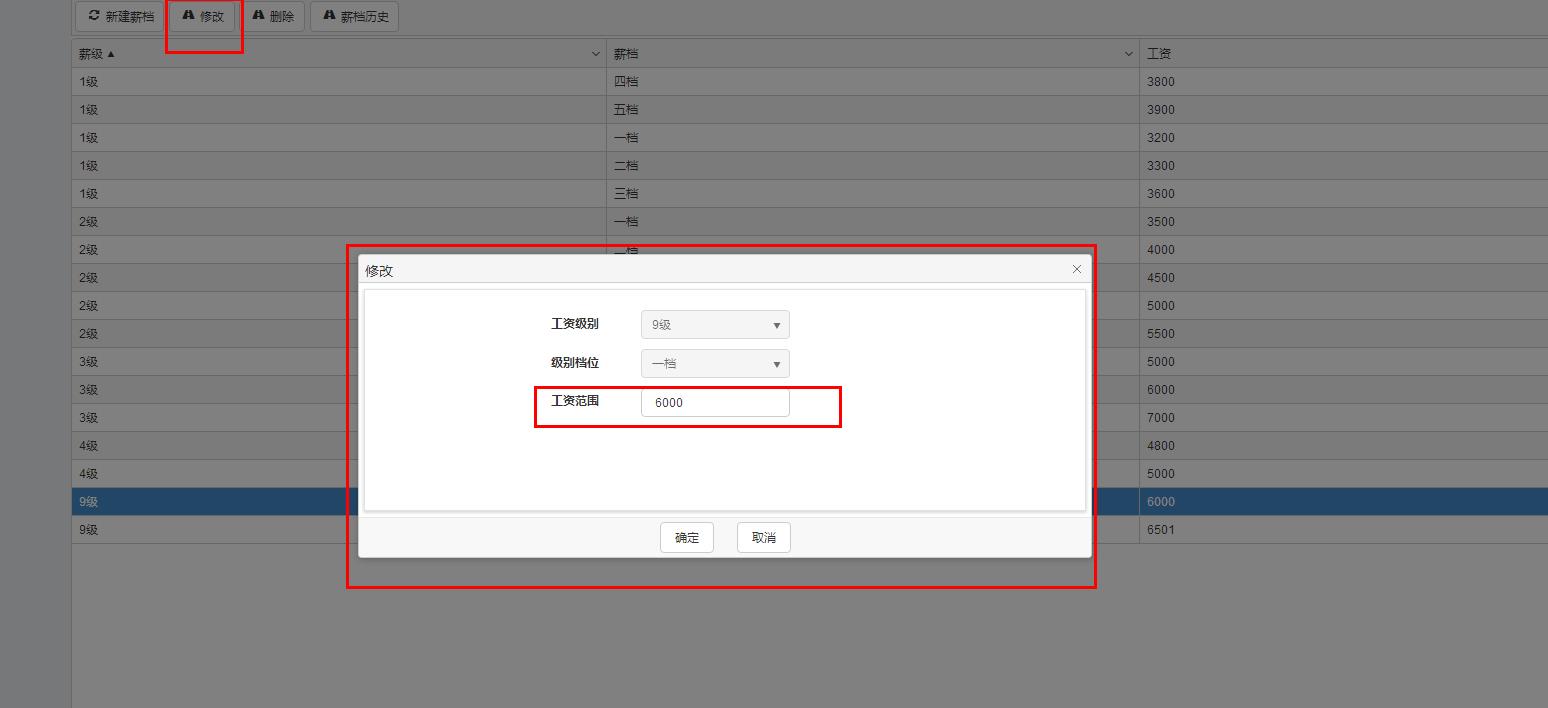 新建薪档 修改 删除 薪档历史
薪级 薪档 工资
1级 四档 3800
1级 五档 3900
1级 一档 3200
1级 二档 3300
1级 三档 3600
2级 一档 3500
2级 4000
2级 4500
2级 5000
2级 5500
3级 5000
3级 6000
3级 7000
4级 4800
4级 5000
9级 6000
9级 6501
修改
工资级别 9级
级别档位 一档
工资范围 6000
确定 取消